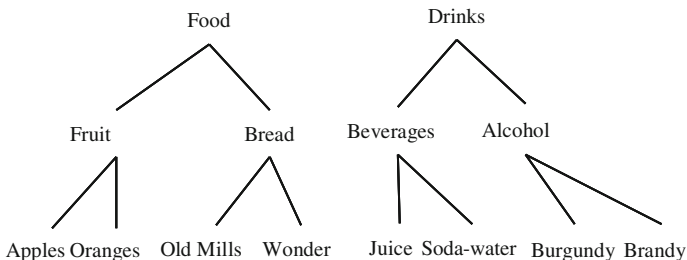 Food Drinks
Fruit Bread Beverages Alcohol
Apples Oranges Old Mills Wonder Juice Soda-water Burgundy Brandy